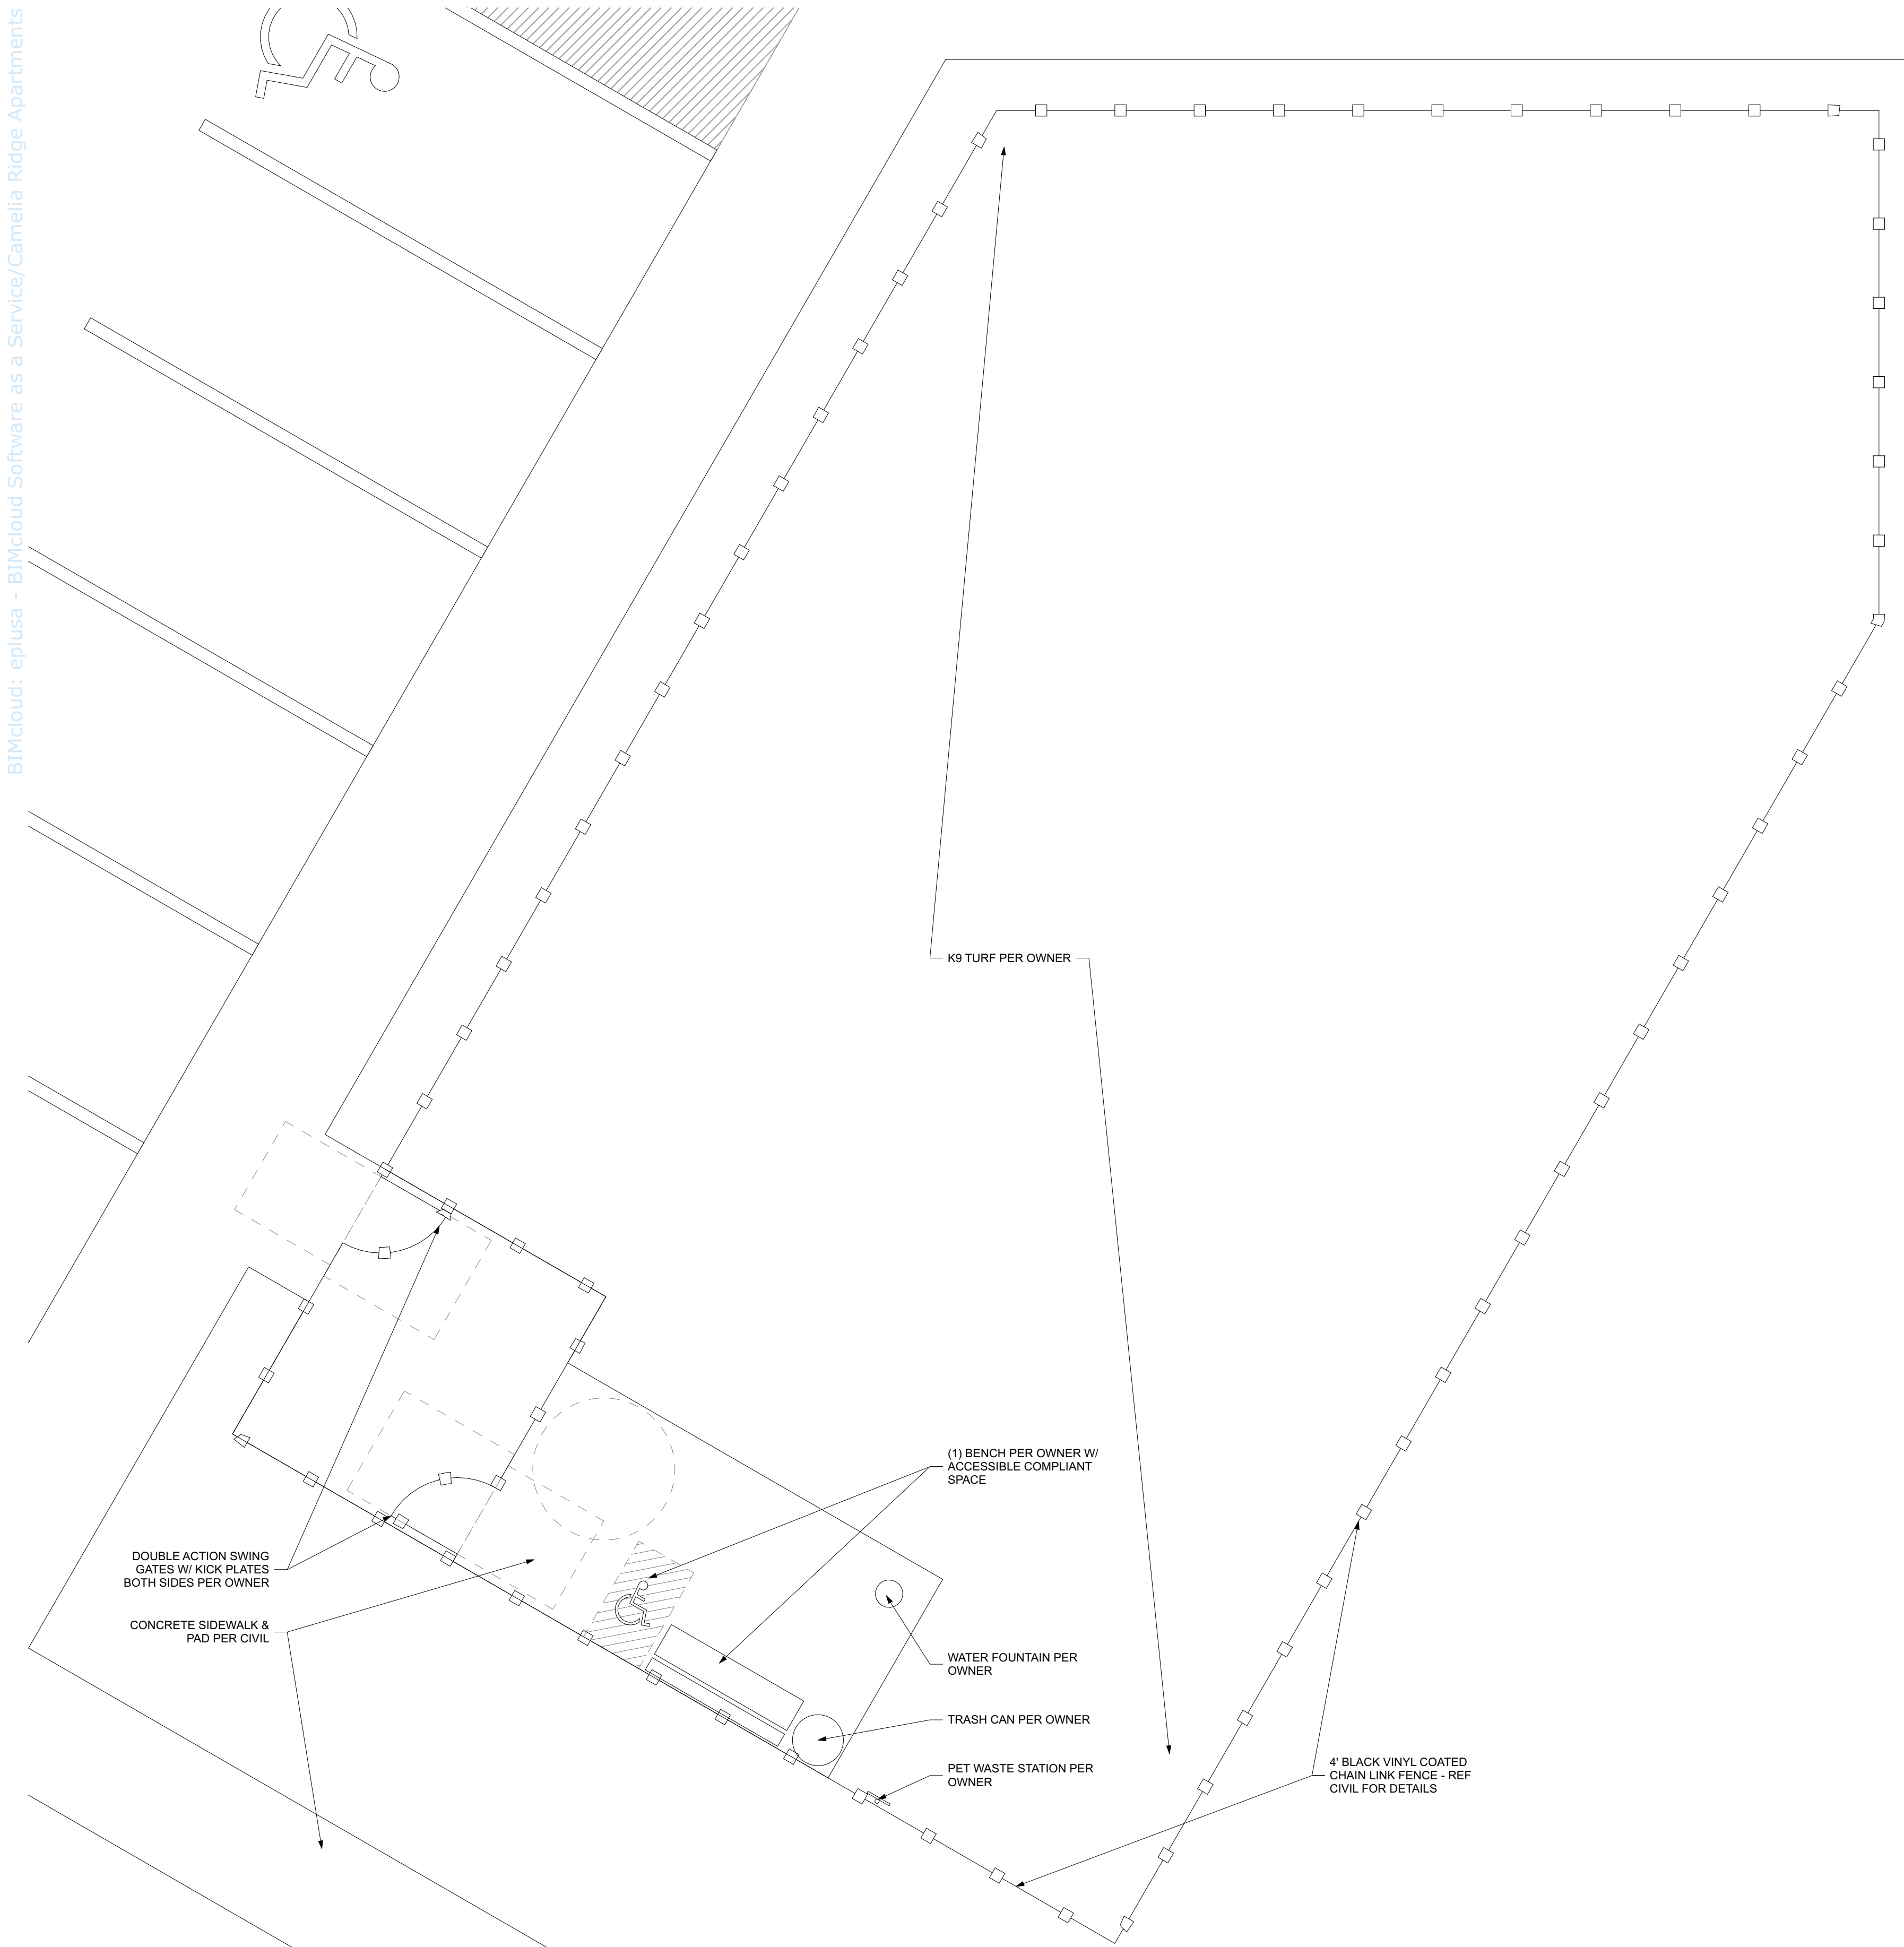 BIMcloud: eplusa - BIMcloud Software as a Service/Camelia Ridge Apartments
K9 TURF PER OWNER
(1) BENCH PER OWNER W/
ACCESSIBLE COMPLIANT
SPACE
DOUBLE ACTION SWING
GATES W/ KICK PLATES
BOTH SIDES PER OWNER
CONCRETE SIDEWALK &
PAD PER CIVIL
WATER FOUNTAIN PER
OWNER
TRASH CAN PER OWNER
PET WASTE STATION PER
OWNER
4' BLACK VINYL COATED
CHAIN LINK FENCE - REF
CIVIL FOR DETAILS